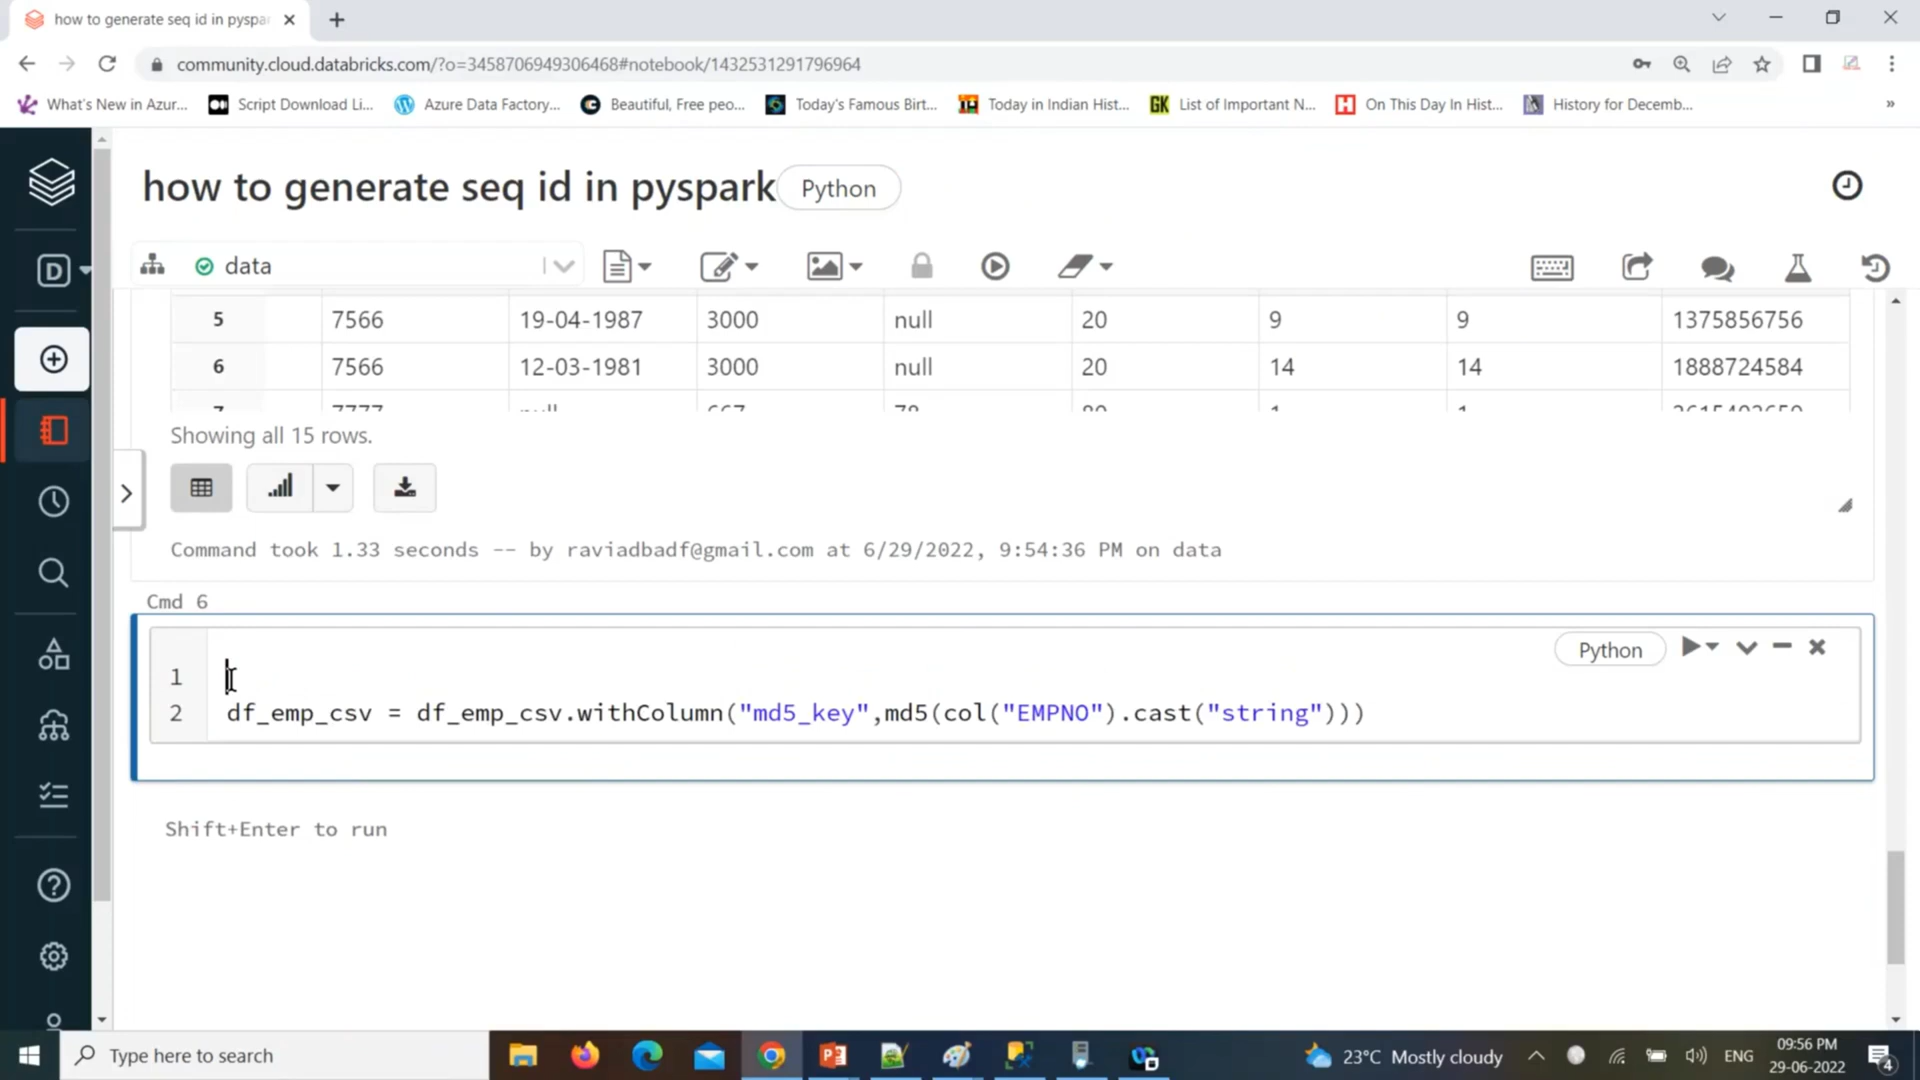 how to generate seq id in pyspa
community.cloud.databricks.com/?o=3458706949306468#notebook/1432531291796964
What's New in Azur...
Script Download Li...
Azure Data Factory...
Beautiful, Free peo...
Today's Famous Birt...
Today in Indian Hist...
GK List of Important N...
On This Day In Hist...
History for Decemb...
»
how to generate seq id in pyspark Python
D
data
5 7566 19-04-1987 3000 null 20 9 9 1375856756
6 7566 12-03-1981 3000 null 20 14 14 1888724584
Showing all 15 rows.
Command took 1.33 seconds -- by raviadbadf@gmail.com at 6/29/2022, 9:54:36 PM on data
Cmd 6
Python
1
2 df_emp_csv = df_emp_csv.withColumn("md5_key",md5(col("EMPNO").cast("string")))
Shift+Enter to run
Type here to search
23°C Mostly cloudy
ENG
09:56 PM
29-06-2022
4